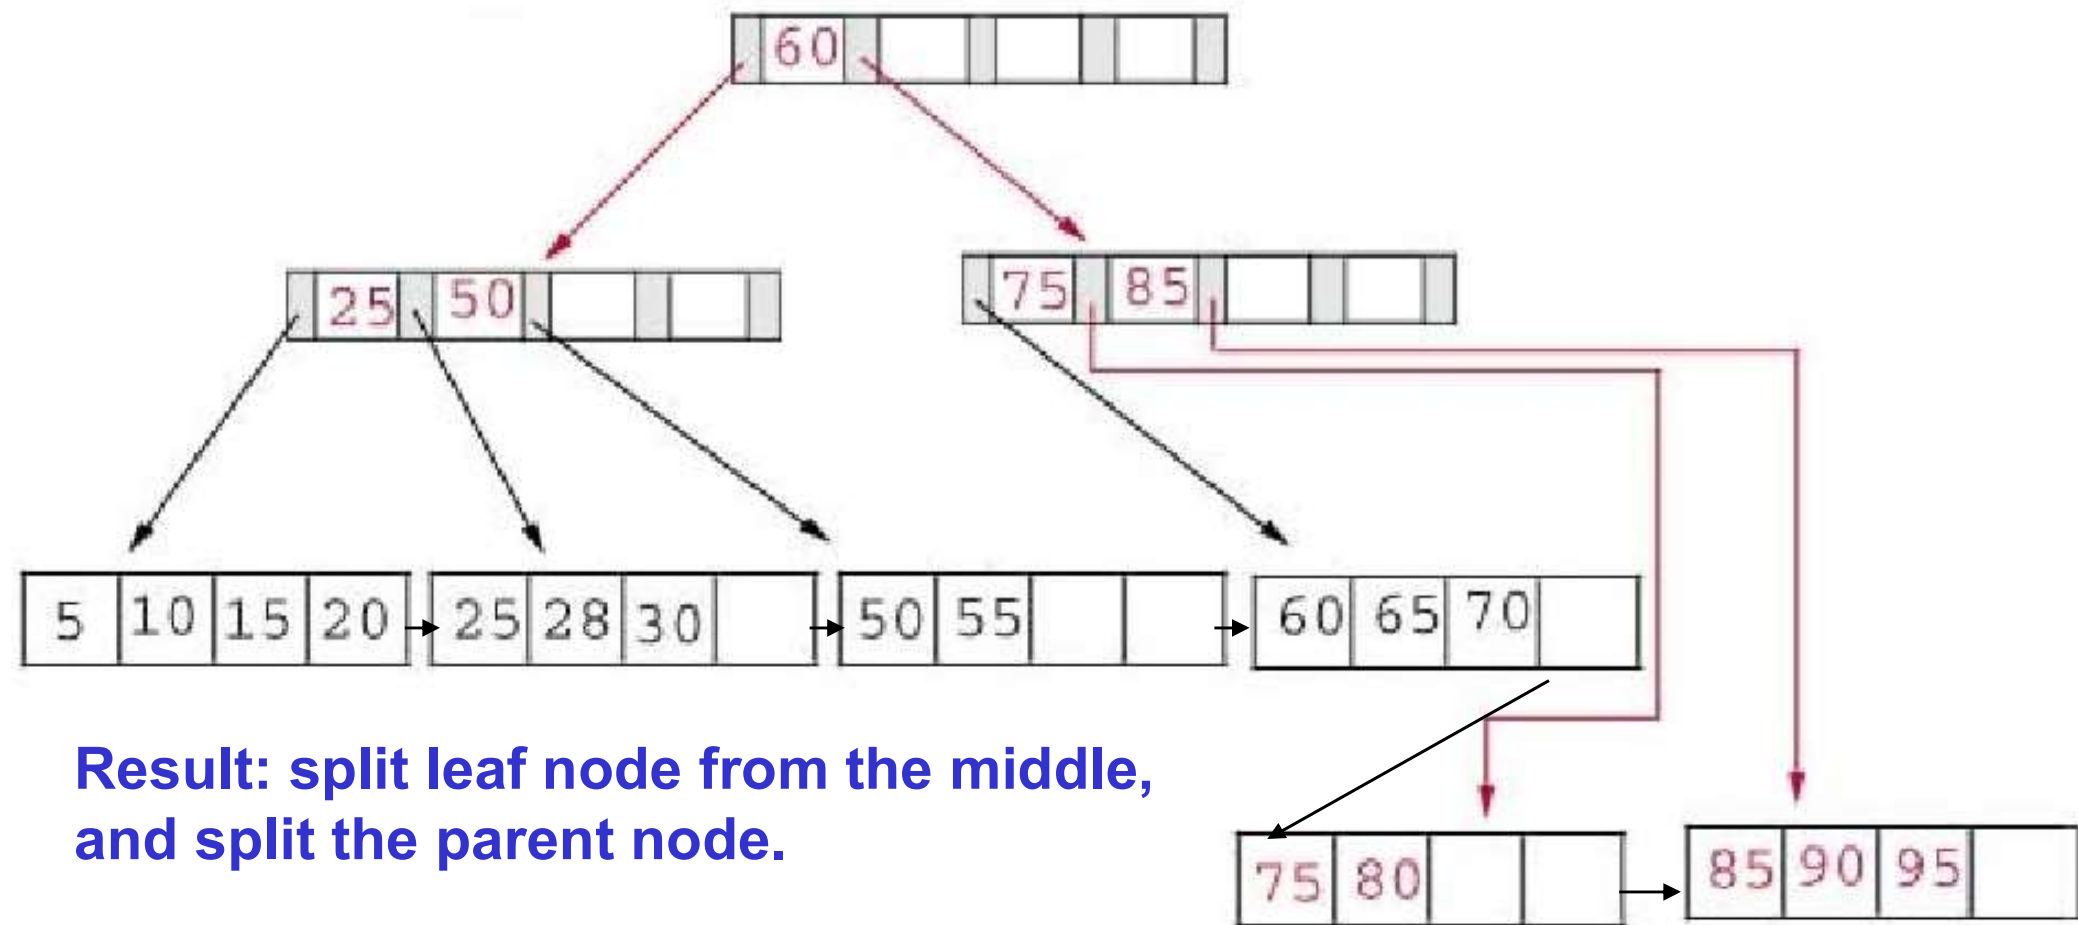 60
25 50
75 85
5 10 15 20
25 28 30
50 55
60 65 70
Result: split leaf node from the middle,
and split the parent node.
75 80
85 90 95